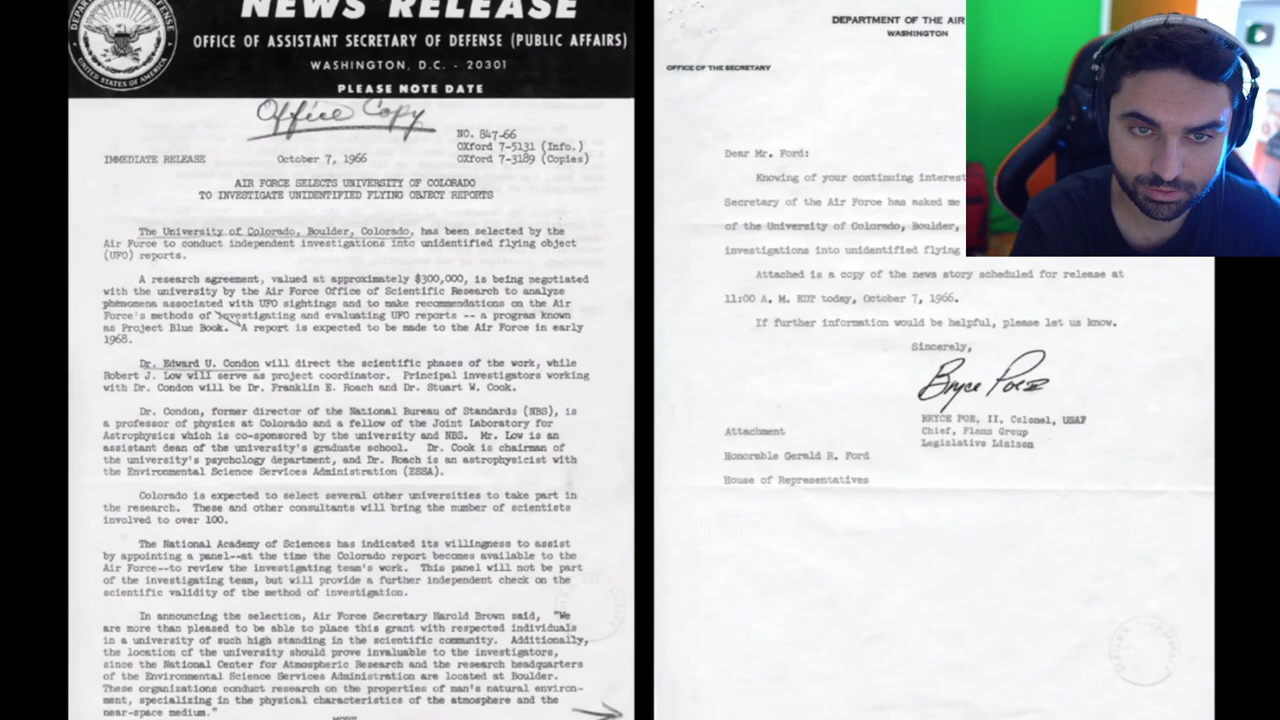 NEWS RELEASE
OFFICE OF ASSISTANT SECRETARY OF DEFENSE (PUBLIC AFFAIRS)
WASHINGTON, D.C. - 20301
PLEASE NOTE DATE
Office Copy
NO. 847-66
OXford 7-5131 (Info.)
IMMEDIATE RELEASE October 7, 1966 OXford 7-3189 (Copies)
AIR FORCE SELECTS UNIVERSITY OF COLORADO
TO INVESTIGATE UNIDENTIFIED FLYING OBJECT REPORTS
The University of Colorado, Boulder, Colorado, has been selected by the
Air Force to conduct independent investigations into unidentified flying object
(UFO) reports.
A research agreement, valued at approximately $300,000, is being negotiated
with the university by the Air Force Office of Scientific Research to analyze
phenomena associated with UFO sightings and to make recommendations on the Air
Force's methods of investigating and evaluating UFO reports -- a program known
as Project Blue Book. A report is expected to be made to the Air Force in early
1968.
Dr. Edward U. Condon will direct the scientific phases of the work, while
Robert J. Low will serve as project coordinator. Principal investigators working
with Dr. Condon will be Dr. Franklin E. Roach and Dr. Stuart W. Cook.
Dr. Condon, former director of the National Bureau of Standards (NBS), is
a professor of physics at Colorado and a fellow of the Joint Laboratory for
Astrophysics which is co-sponsored by the university and NBS. Mr. Low is an
assistant dean of the university's graduate school. Dr. Cook is chairman of
the university's psychology department, and Dr. Roach is an astrophysicist with
the Environmental Science Services Administration (ESSA).
Colorado is expected to select several other universities to take part in
the research. These and other consultants will bring the number of scientists
involved to over 100.
The National Academy of Sciences has indicated its willingness to assist
by appointing a panel--at the time the Colorado report becomes available to the
Air Force--to review the investigating team's work. This panel will not be part
of the investigating team, but will provide a further independent check on the
scientific validity of the method of investigation.
In announcing the selection, Air Force Secretary Harold Brown said, "We
are more than pleased to be able to place this grant with respected individuals
in a university of such high standing in the scientific community. Additionally,
the location of the university should prove invaluable to the investigators,
since the National Center for Atmospheric Research and the research headquarters
of the Environmental Science Services Administration are located at Boulder.
These organizations conduct research on the properties of man's natural environ-
ment, specializing in the physical characteristics of the atmosphere and the
near-space medium."
DEPARTMENT OF THE AIR
WASHINGTON
OFFICE OF THE SECRETARY
Dear Mr. Ford:
Knowing of your continuing interest
Secretary of the Air Force has asked me
of the University of Colorado, Boulder,
investigations into unidentified flying
Attached is a copy of the news story scheduled for release at
11:00 A. M. EDT today, October 7, 1966.
If further information would be helpful, please let us know.
Sincerely,
Bryce Poe II
BRYCE POE, II, Colonel, USAF
Chief, Plans Group
Legislative Liaison
Attachment
Honorable Gerald R. Ford
House of Representatives